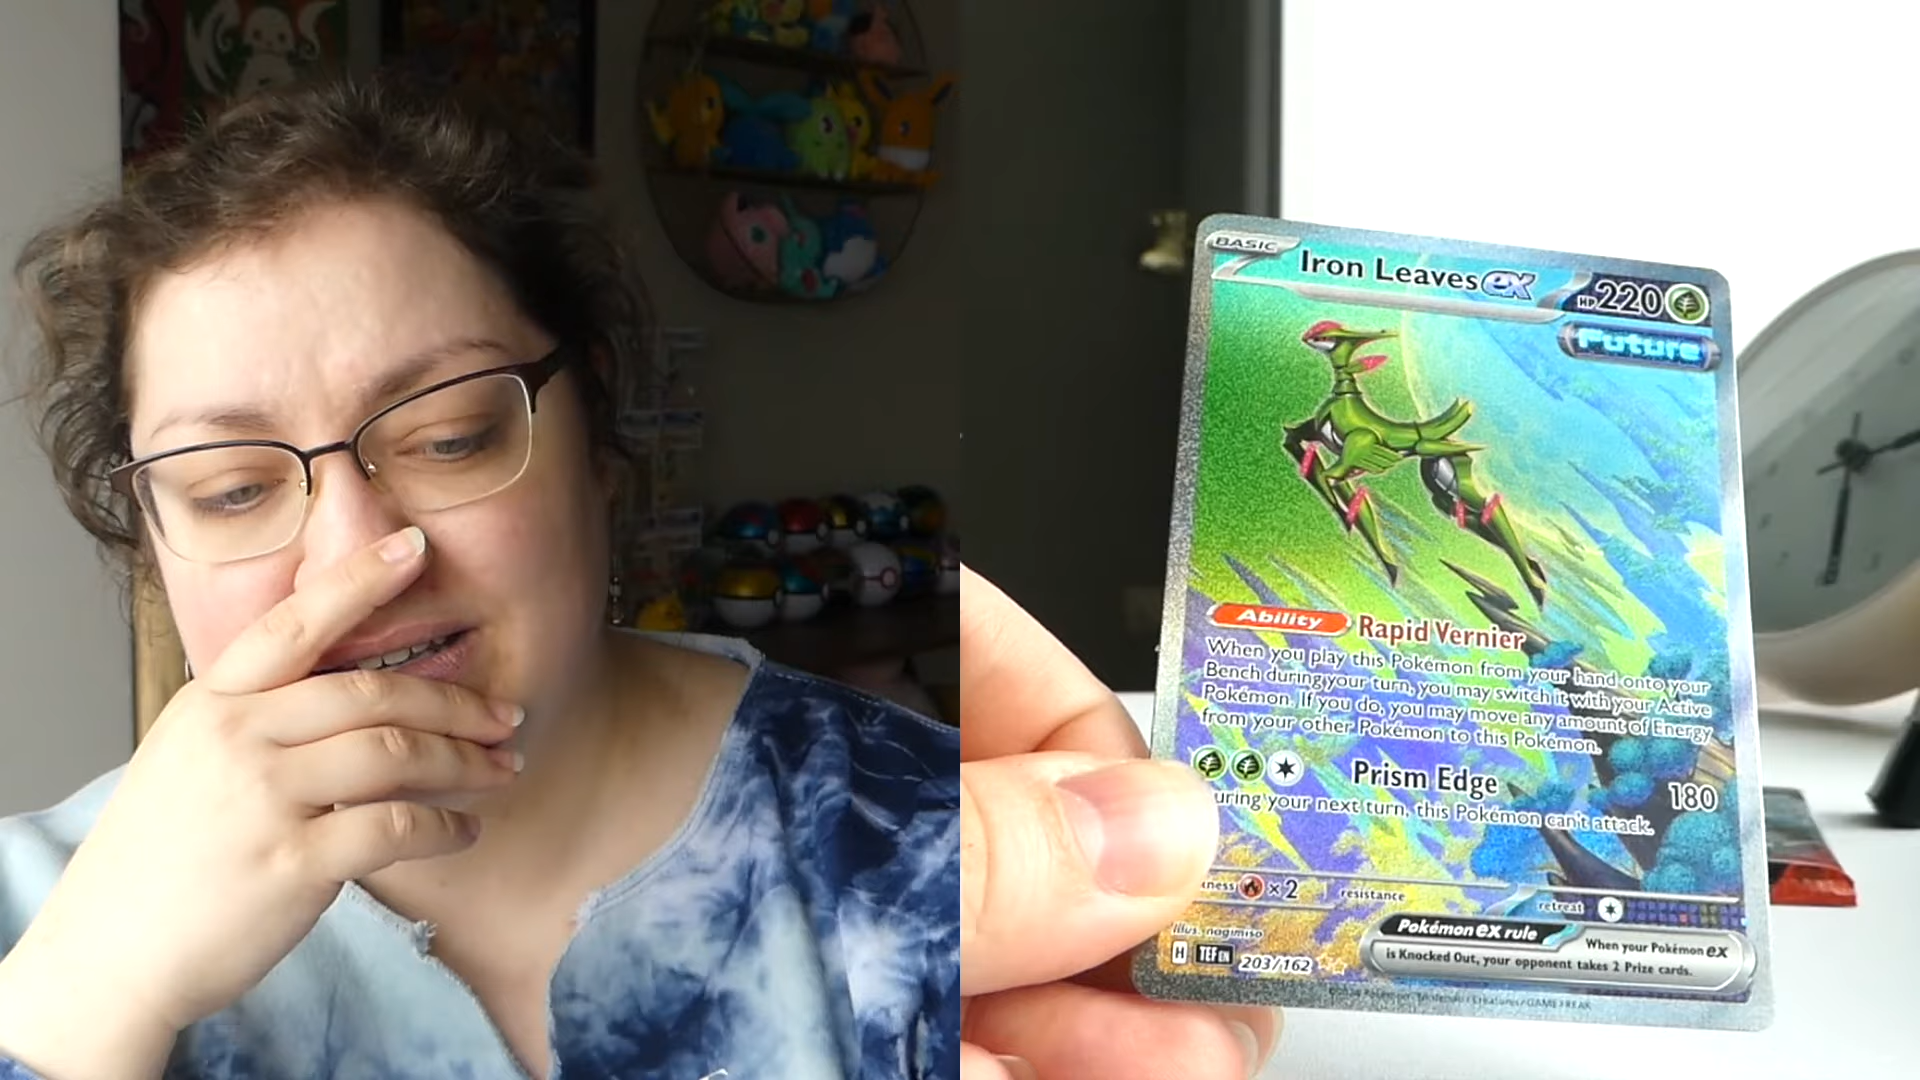 BASIC
Iron Leaves ex
HP 220
Future
Ability Rapid Vernier
When you play this Pokémon from your hand onto your
Bench during your turn, you may switch it with your Active
Pokémon. If you do, you may move any amount of Energy
from your other Pokémon to this Pokémon.
Prism Edge 180
uring your next turn, this Pokémon can't attack.
ness ×2 resistance retreat
Illus. nagimiso
H TEF EN 203/162
Pokémon ex rule
When your Pokémon ex
is Knocked Out, your opponent takes 2 Prize cards.